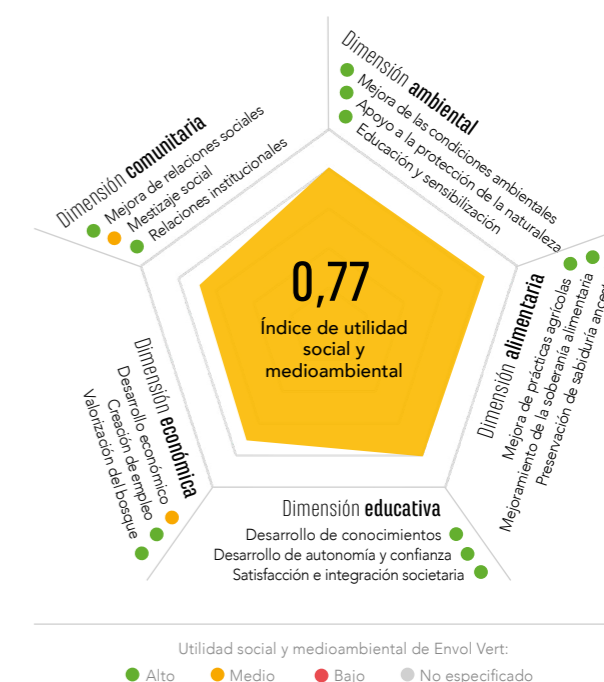 Dimensión ambiental
Mejora de las condiciones ambientales
Apoyo a la protección de la naturaleza
Educación y sensibilización
Dimensión comunitaria
Mejora de relaciones sociales
Mestizaje social
Relaciones institucionales
0,77
Índice de utilidad
social y
medioambiental
Dimensión alimentaria
Mejora de prácticas agrícolas
Mejoramiento de la soberanía alimentaria
Preservación de sabiduría
Dimensión económica
Desarrollo económico
Creación de empleo
Valorización del bosque
Dimensión educativa
Desarrollo de conocimientos
Desarrollo de autonomía y confianza
Satisfacción e integración societaria
Utilidad social y medioambiental de Envol Vert:
Alto Medio Bajo No especificado